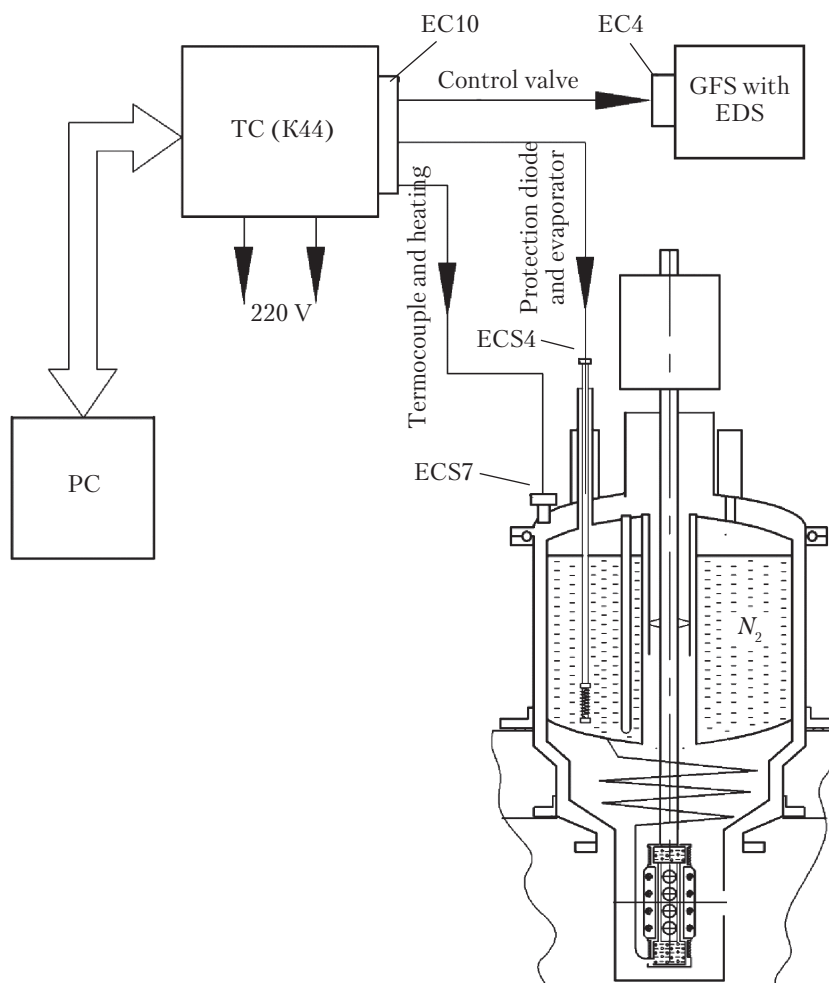 EC10
EC4
Control valve
GFS with
EDS
TC (K44)
Termocouple and heating
Protection diode
and evaporator
220 V
ECS4
PC
ECS7
N2